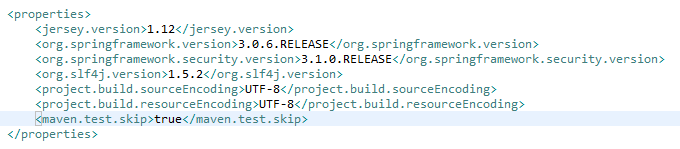 <properties>
<jersey.version>1.12</jersey.version>
<org.springframework.version>3.0.6.RELEASE</org.springframework.version>
<org.springframework.security.version>3.1.0.RELEASE</org.springframework.security.version>
<org.slf4j.version>1.5.2</org.slf4j.version>
<project.build.sourceEncoding>UTF-8</project.build.sourceEncoding>
<project.build.resourceEncoding>UTF-8</project.build.resourceEncoding>
<maven.test.skip>true</maven.test.skip>
</properties>